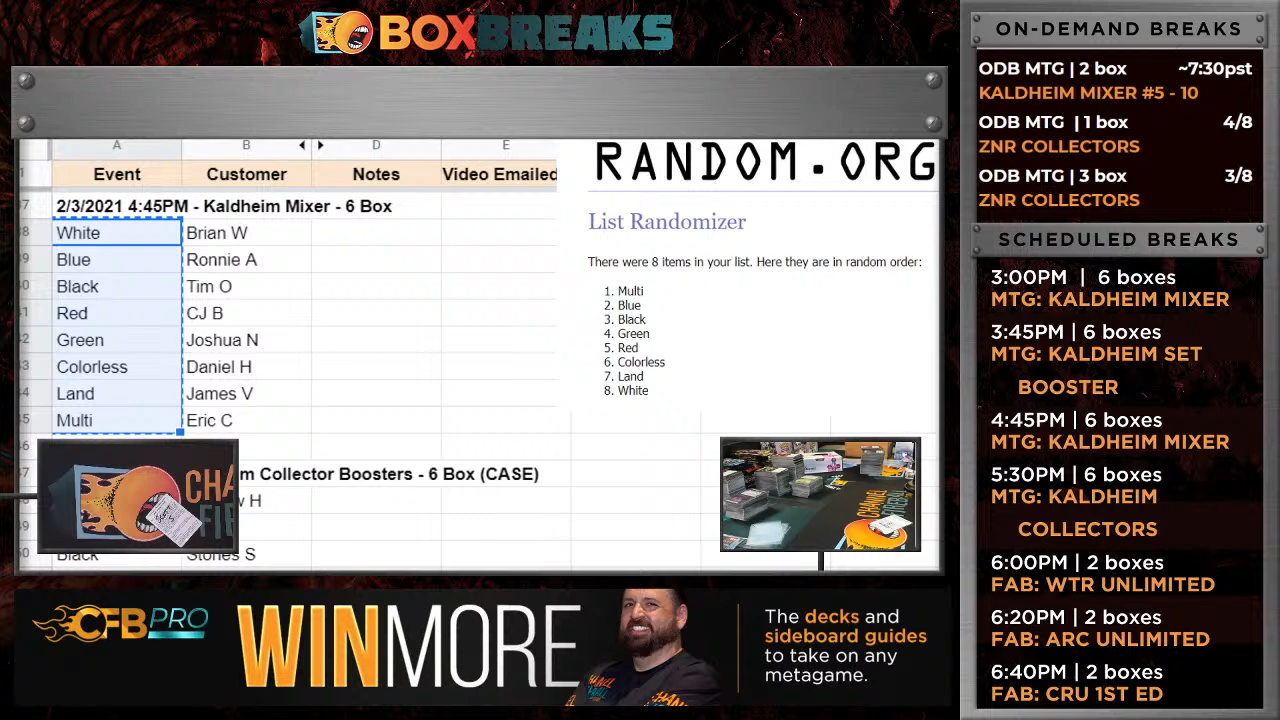 BOXBREAKS
A B D E
Event Customer Notes Video Emailed
2/3/2021 4:45PM - Kaldheim Mixer - 6 Box
White Brian W
Blue Ronnie A
Black Tim O
Red CJ B
Green Joshua N
Colorless Daniel H
Land James V
Multi Eric C
m Collector Boosters - 6 Box (CASE)
w H
Black Stones S
RANDOM.ORG
List Randomizer
There were 8 items in your list. Here they are in random order:
1. Multi
2. Blue
3. Black
4. Green
5. Red
6. Colorless
7. Land
8. White
CHA
FIR
CHANNEL
FIREBALL
CFBPRO
WINMORE
The decks and
sideboard guides
to take on any
metagame.
ON-DEMAND BREAKS
ODB MTG | 2 box ~7:30pst
KALDHEIM MIXER #5 - 10
ODB MTG | 1 box 4/8
ZNR COLLECTORS
ODB MTG | 3 box 3/8
ZNR COLLECTORS
SCHEDULED BREAKS
3:00PM | 6 boxes
MTG: KALDHEIM MIXER
3:45PM | 6 boxes
MTG: KALDHEIM SET
BOOSTER
4:45PM | 6 boxes
MTG: KALDHEIM MIXER
5:30PM | 6 boxes
MTG: KALDHEIM
COLLECTORS
6:00PM | 2 boxes
FAB: WTR UNLIMITED
6:20PM | 2 boxes
FAB: ARC UNLIMITED
6:40PM | 2 boxes
FAB: CRU 1ST ED